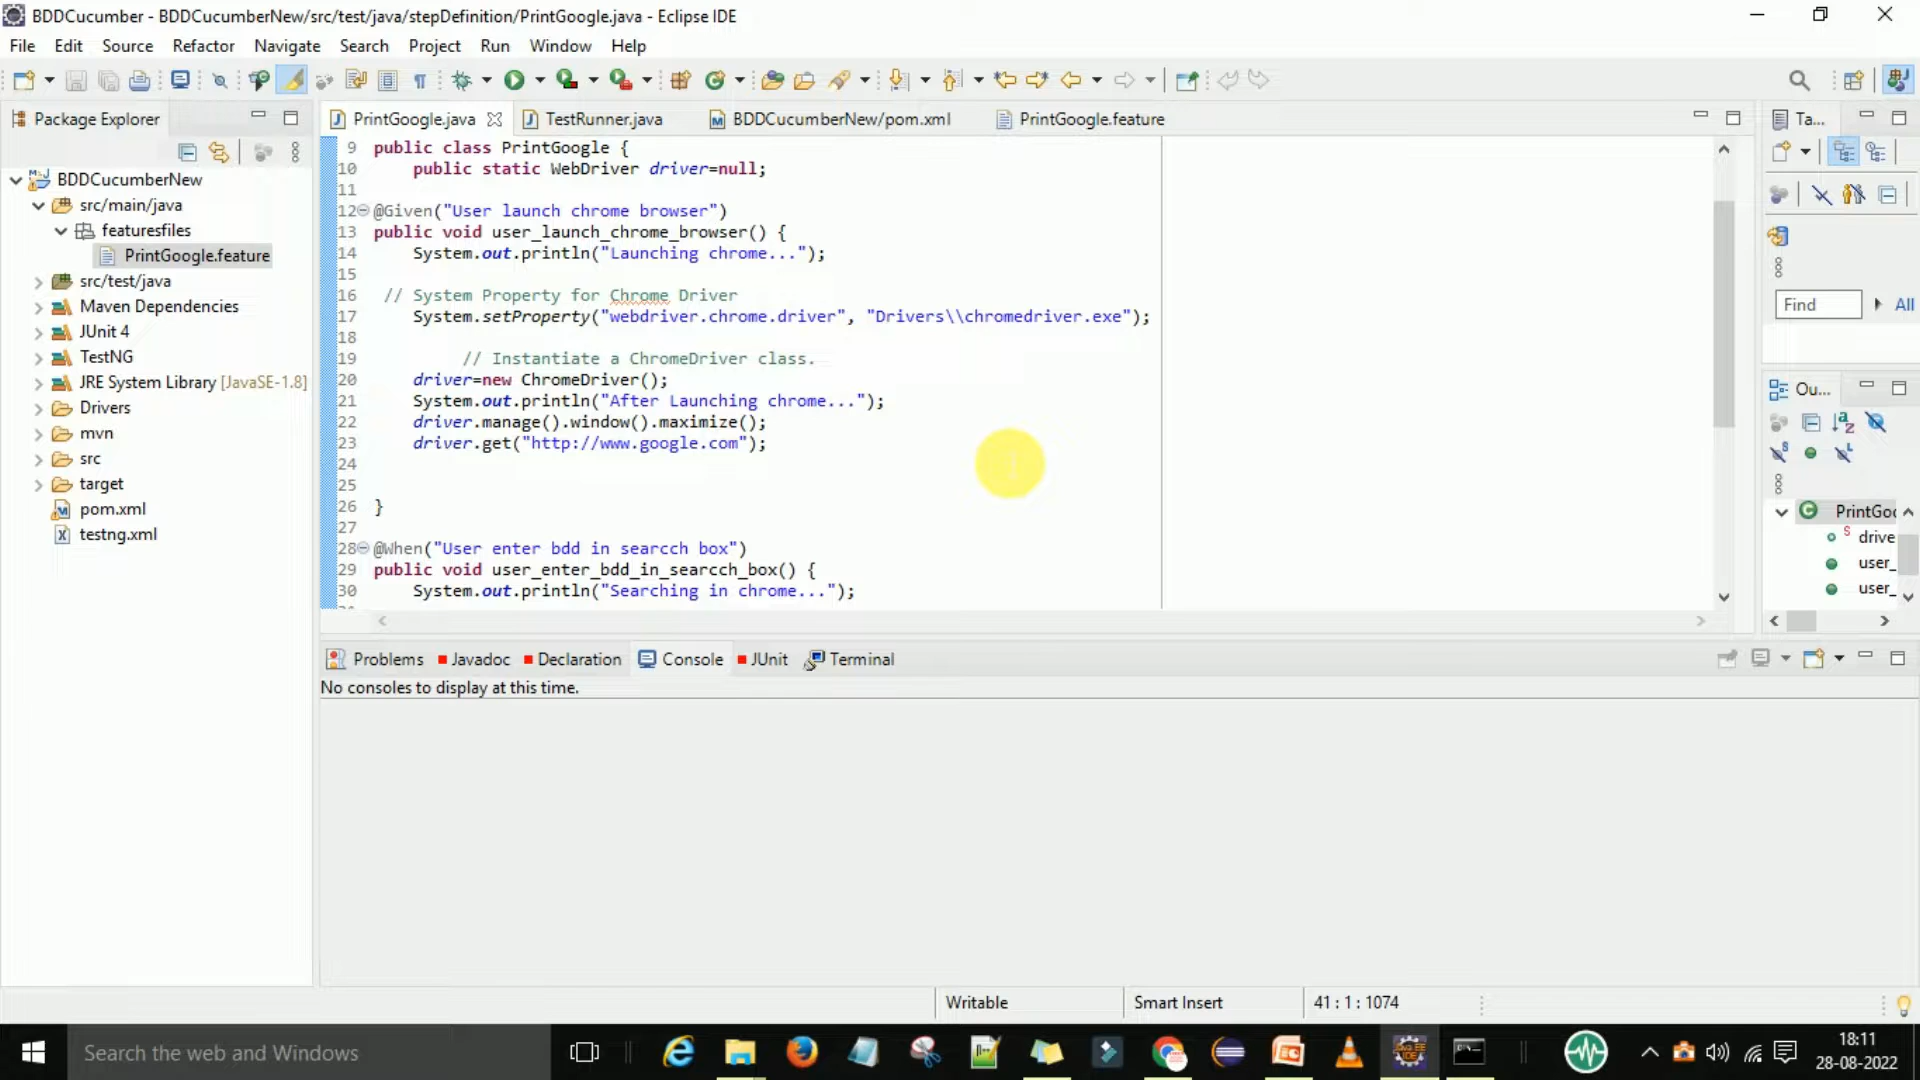 BDDCucumber - BDDCucumberNew/src/test/java/stepDefinition/PrintGoogle.java - Eclipse IDE
File Edit Source Refactor Navigate Search Project Run Window Help
Package Explorer
BDDCucumberNew
src/main/java
featuresfiles
PrintGoogle.feature
src/test/java
Maven Dependencies
JUnit 4
TestNG
JRE System Library [JavaSE-1.8]
Drivers
mvn
src
target
pom.xml
testng.xml
PrintGoogle.java TestRunner.java BDDCucumberNew/pom.xml PrintGoogle.feature
9 public class PrintGoogle {
10 public static WebDriver driver=null;
11
12 @Given("User launch chrome browser")
13 public void user_launch_chrome_browser() {
14 System.out.println("Launching chrome...");
15
16 // System Property for Chrome Driver
17 System.setProperty("webdriver.chrome.driver", "Drivers\\chromedriver.exe");
18
19 // Instantiate a ChromeDriver class.
20 driver=new ChromeDriver();
21 System.out.println("After Launching chrome...");
22 driver.manage().window().maximize();
23 driver.get("http://www.google.com");
24
25
26 }
27
28 @When("User enter bdd in searcch box")
29 public void user_enter_bdd_in_searcch_box() {
30 System.out.println("Searching in chrome...");
Ta...
Find All
Ou...
PrintGoo
drive
user_
user_
Problems Javadoc Declaration Console JUnit Terminal
No consoles to display at this time.
Writable Smart Insert 41 : 1 : 1074
Search the web and Windows
18:11
28-08-2022